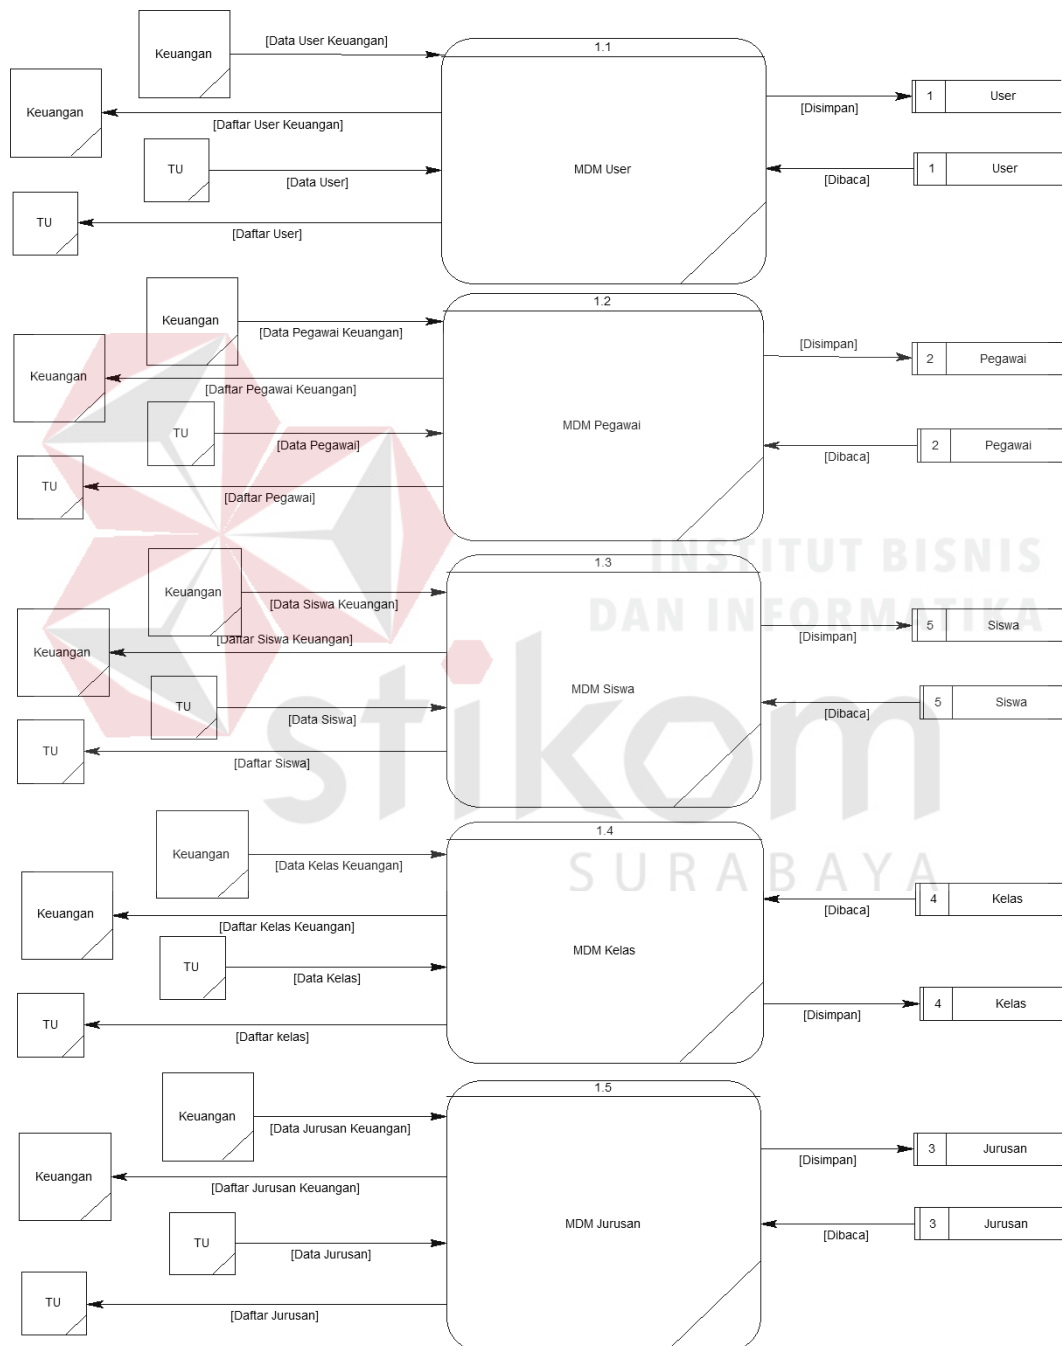 Keuangan
[Data User Keuangan]
1.1
Keuangan
[Daftar User Keuangan]
[Disimpan]
1 User
TU
[Data User]
MDM User
[Dibaca]
1 User
TU
[Daftar User]
Keuangan
[Data Pegawai Keuangan]
1.2
Keuangan
[Daftar Pegawai Keuangan]
[Disimpan]
2 Pegawai
TU
[Data Pegawai]
MDM Pegawai
[Dibaca]
2 Pegawai
TU
[Daftar Pegawai]
INSTITUT BISNIS
DAN INFORMATIKA
Keuangan
[Data Siswa Keuangan]
1.3
Keuangan
[Daftar Siswa Keuangan]
[Disimpan]
5 Siswa
TU
[Data Siswa]
MDM Siswa
[Dibaca]
5 Siswa
TU
[Daftar Siswa]
stikom
SURABAYA
Keuangan
[Data Kelas Keuangan]
1.4
Keuangan
[Daftar Kelas Keuangan]
[Dibaca]
4 Kelas
TU
[Data Kelas]
MDM Kelas
[Disimpan]
4 Kelas
TU
[Daftar kelas]
Keuangan
[Data Jurusan Keuangan]
1.5
Keuangan
[Daftar Jurusan Keuangan]
[Disimpan]
3 Jurusan
TU
[Data Jurusan]
MDM Jurusan
[Dibaca]
3 Jurusan
TU
[Daftar Jurusan]